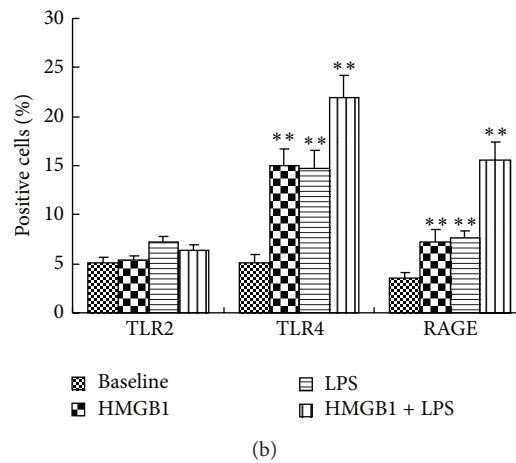 30
25
20
15
10
5
0
Positive cells (%)
** ** **
** ** **
TLR2 TLR4 RAGE
Baseline LPS
HMGB1 HMGB1 + LPS
(b)